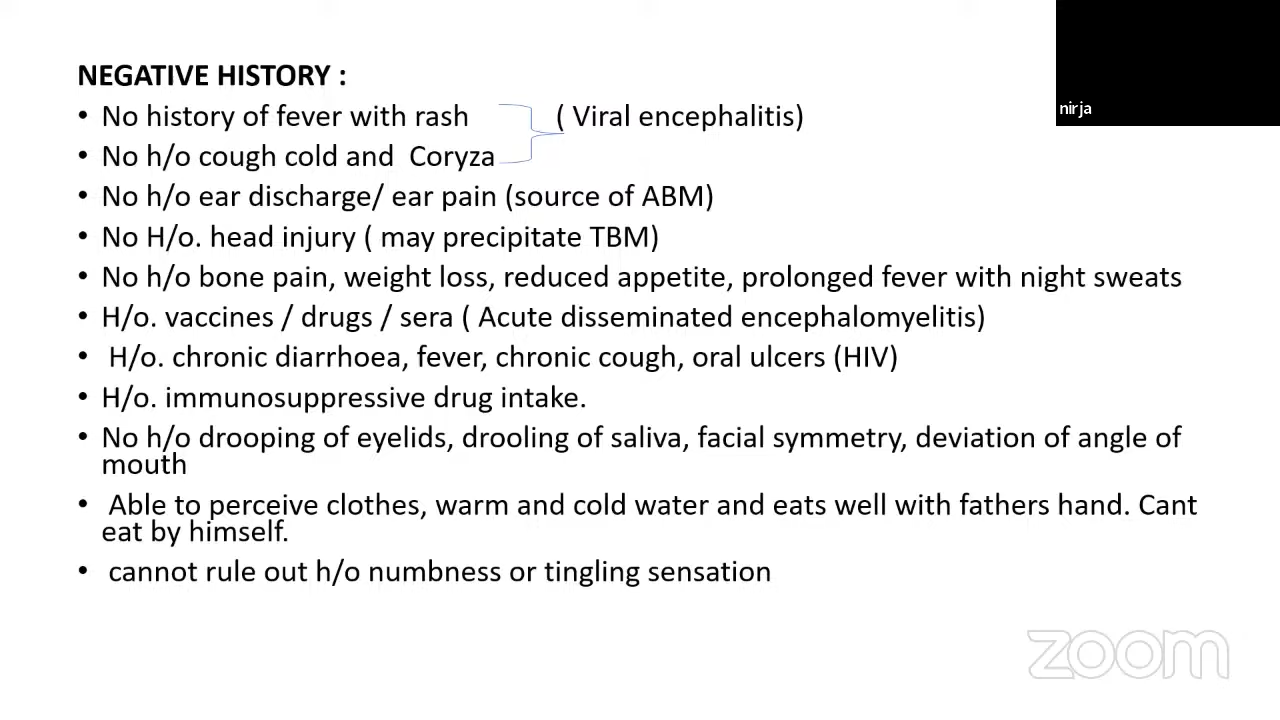 NEGATIVE HISTORY :
nirja
• No history of fever with rash ( Viral encephalitis)
• No h/o cough cold and Coryza
• No h/o ear discharge/ ear pain (source of ABM)
• No H/o. head injury ( may precipitate TBM)
• No h/o bone pain, weight loss, reduced appetite, prolonged fever with night sweats
• H/o. vaccines / drugs / sera ( Acute disseminated encephalomyelitis)
• H/o. chronic diarrhoea, fever, chronic cough, oral ulcers (HIV)
• H/o. immunosuppressive drug intake.
• No h/o drooping of eyelids, drooling of saliva, facial symmetry, deviation of angle of
mouth
• Able to perceive clothes, warm and cold water and eats well with fathers hand. Cant
eat by himself.
• cannot rule out h/o numbness or tingling sensation
zoom